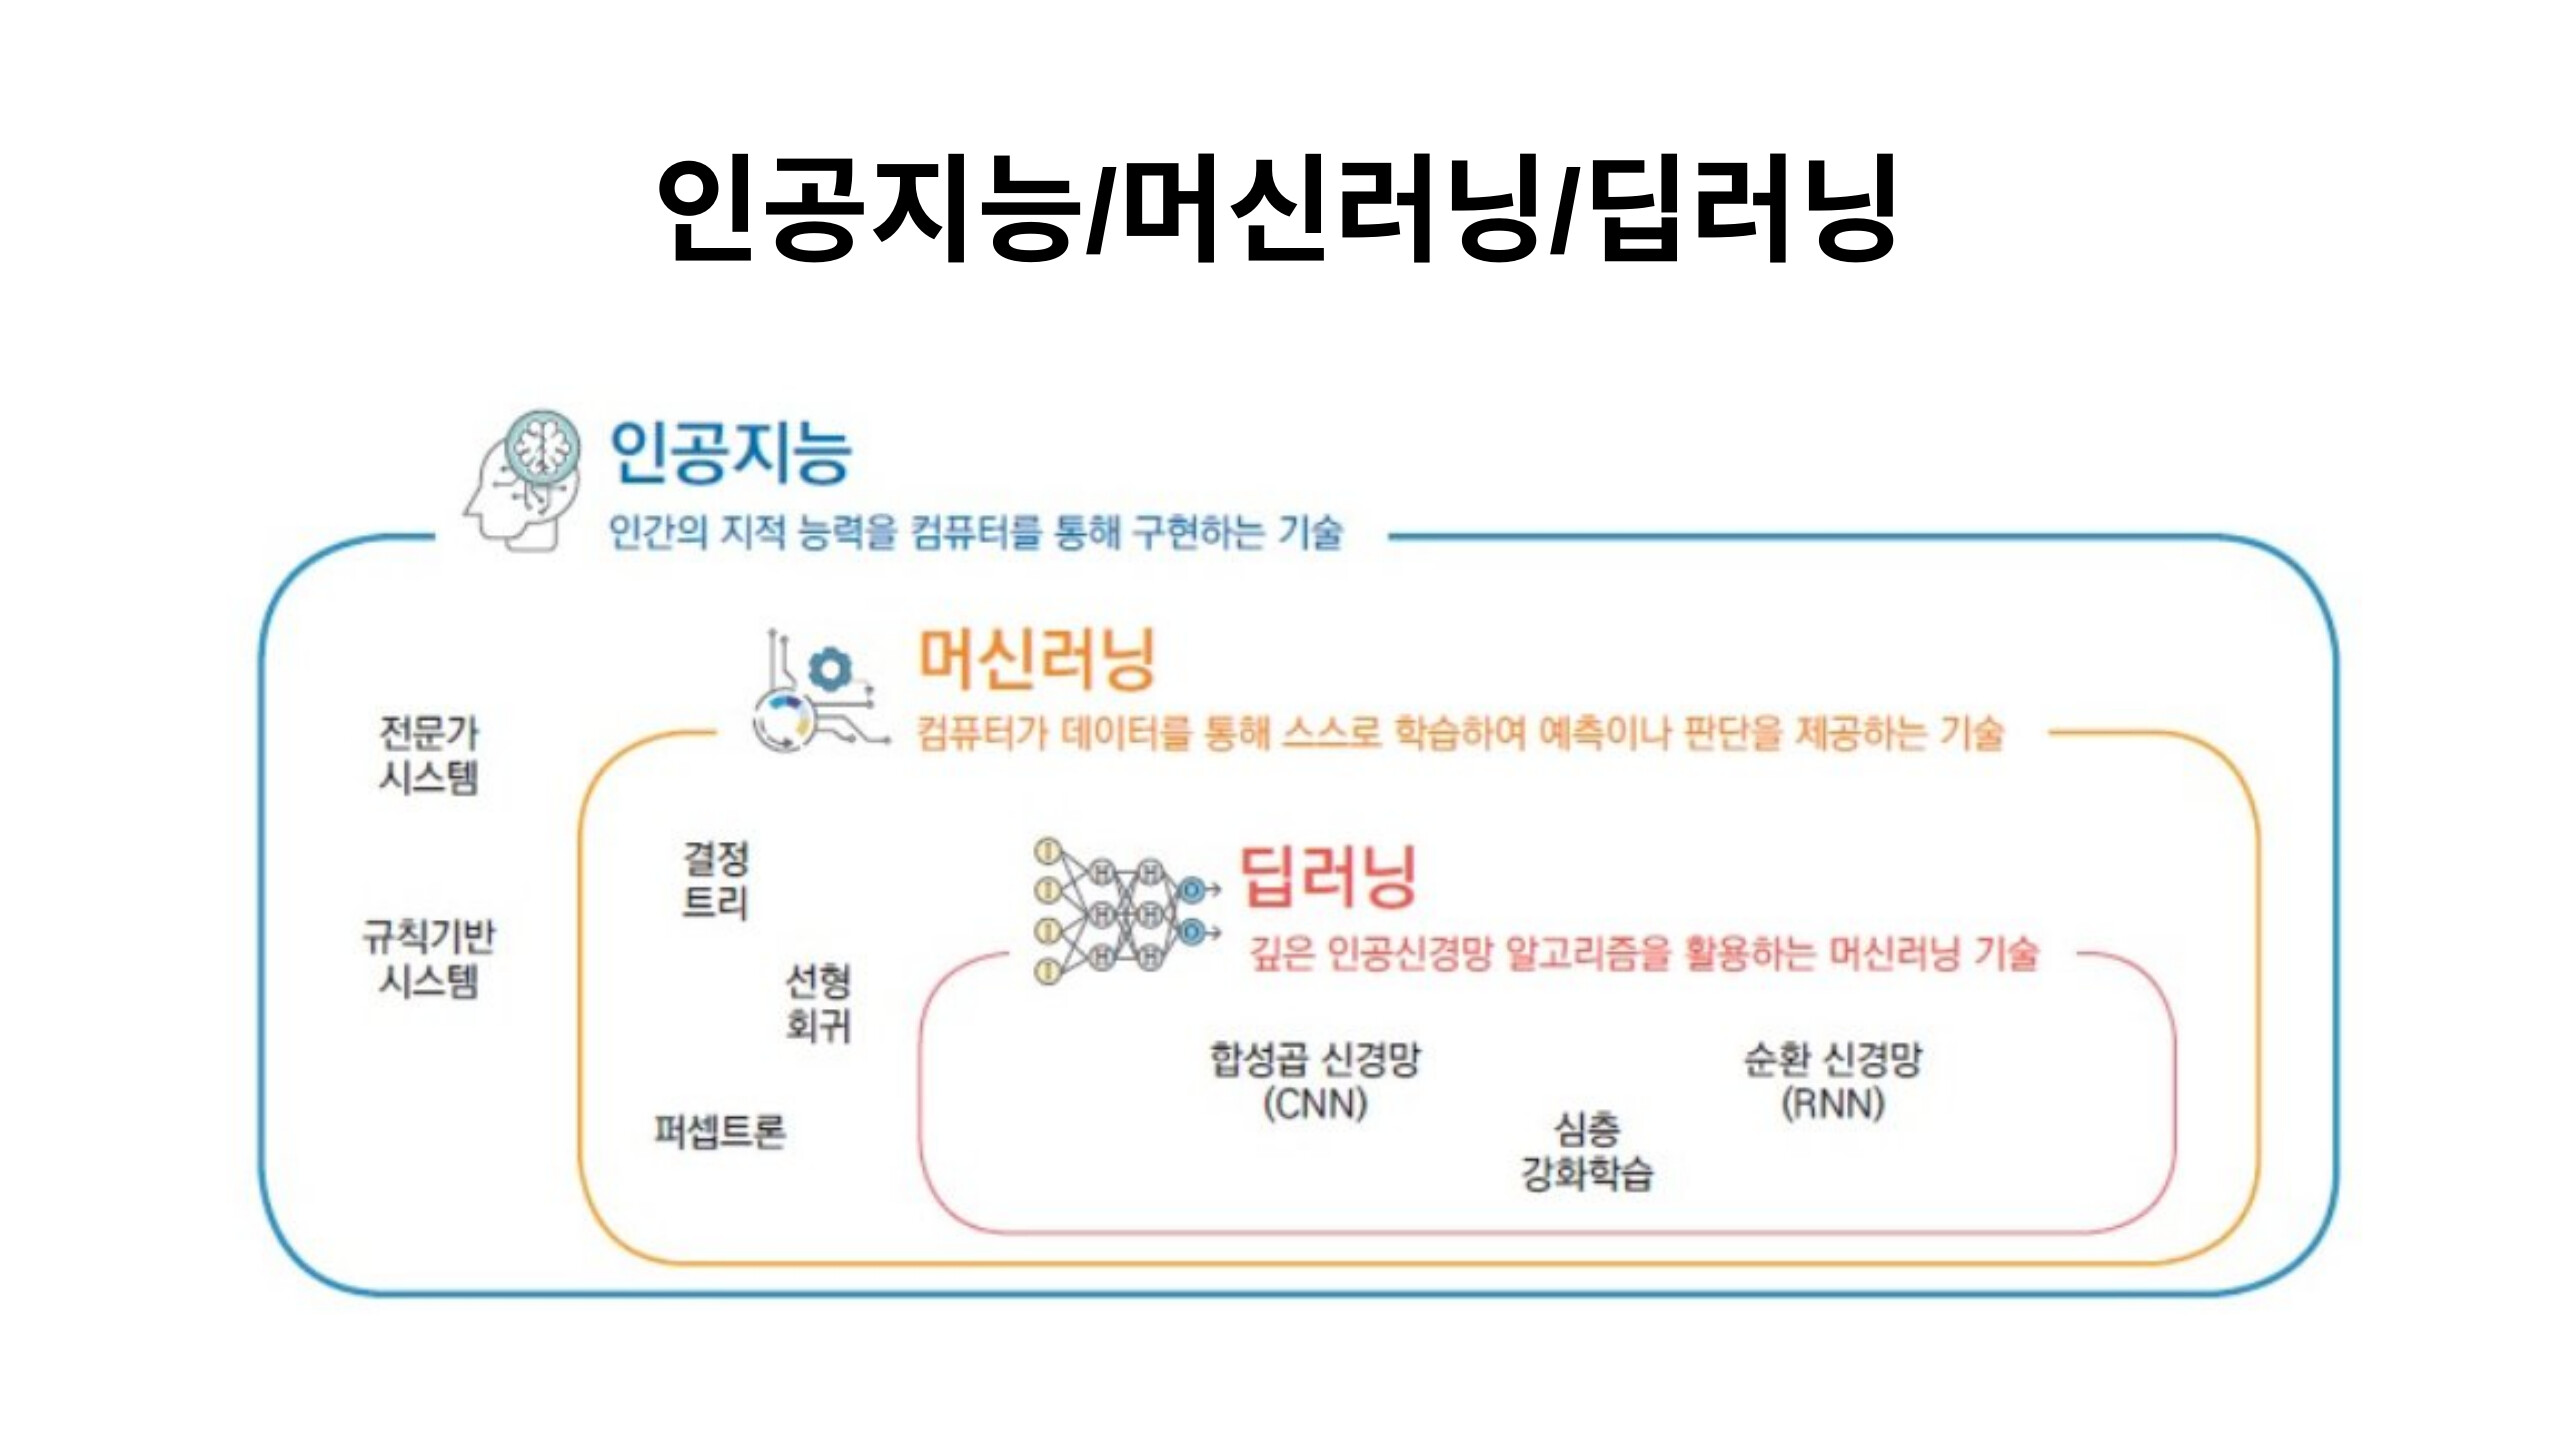 인공지능/머신러닝/딥러닝
인공지능
인간의 지적 능력을 컴퓨터를 통해 구현하는 기술
머신러닝
컴퓨터가 데이터를 통해 스스로 학습하여 예측이나 판단을 제공하는 기술
전문가
시스템
규칙기반
시스템
결정
트리
선형
회귀
퍼셉트론
I
I
I
I
H
H
H
H
H
H
O
O
딥러닝
깊은 인공신경망 알고리즘을 활용하는 머신러닝 기술
합성곱 신경망
(CNN)
심층
강화학습
순환 신경망
(RNN)